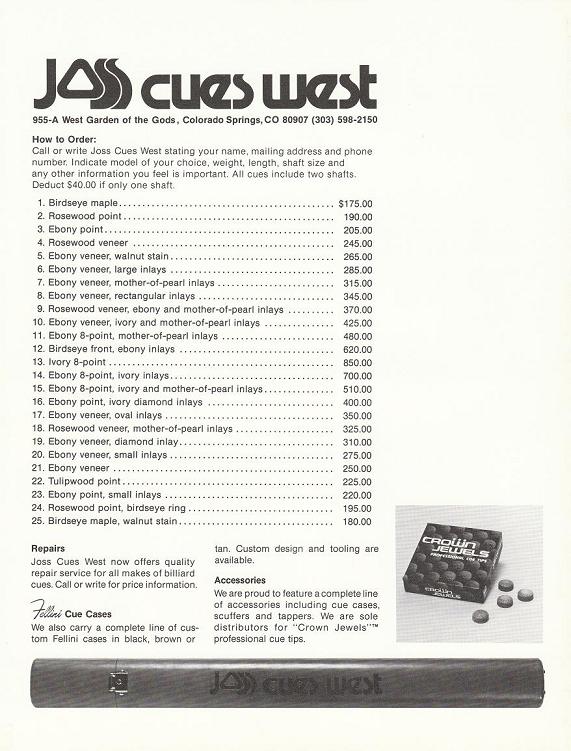 Joss cues west
955-A West Garden of the Gods, Colorado Springs, CO 80907 (303) 598-2150
How to Order:
Call or write Joss Cues West stating your name, mailing address and phone
number. Indicate model of your choice, weight, length, shaft size and
any other information you feel is important. All cues include two shafts.
Deduct $40.00 if only one shaft.
1. Birdseye maple $175.00
2. Rosewood point 190.00
3. Ebony point 205.00
4. Rosewood veneer 245.00
5. Ebony veneer, walnut stain 265.00
6. Ebony veneer, large inlays 285.00
7. Ebony veneer, mother-of-pearl inlays 315.00
8. Ebony veneer, rectangular inlays 345.00
9. Rosewood veneer, ebony and mother-of-pearl inlays 370.00
10. Ebony veneer, ivory and mother-of-pearl inlays 425.00
11. Ebony 8-point, mother-of-pearl inlays 480.00
12. Birdseye front, ebony inlays 620.00
13. Ivory 8-point 850.00
14. Ebony 8-point, ivory inlays 700.00
15. Ebony 8-point, ivory and mother-of-pearl inlays 510.00
16. Ebony point, ivory diamond inlays 400.00
17. Ebony veneer, oval inlays 350.00
18. Rosewood veneer, mother-of-pearl inlays 325.00
19. Ebony veneer, diamond inlay 310.00
20. Ebony veneer, small inlays 275.00
21. Ebony veneer 250.00
22. Tulipwood point 225.00
23. Ebony point, small inlays 220.00
24. Rosewood point, birdseye ring 195.00
25. Birdseye maple, walnut stain 180.00
Repairs
Joss Cues West now offers quality
repair service for all makes of billiard
cues. Call or write for price information.
Fellini Cue Cases
We also carry a complete line of cus-
tom Fellini cases in black, brown or
tan. Custom design and tooling are
available.
Accessories
We are proud to feature a complete line
of accessories including cue cases,
scuffers and tappers. We are sole
distributors for "Crown Jewels"™
professional cue tips.
CROWN
JEWELS
PROFESSIONAL CUE TIPS
CROWN
JEWELS
Joss cues west